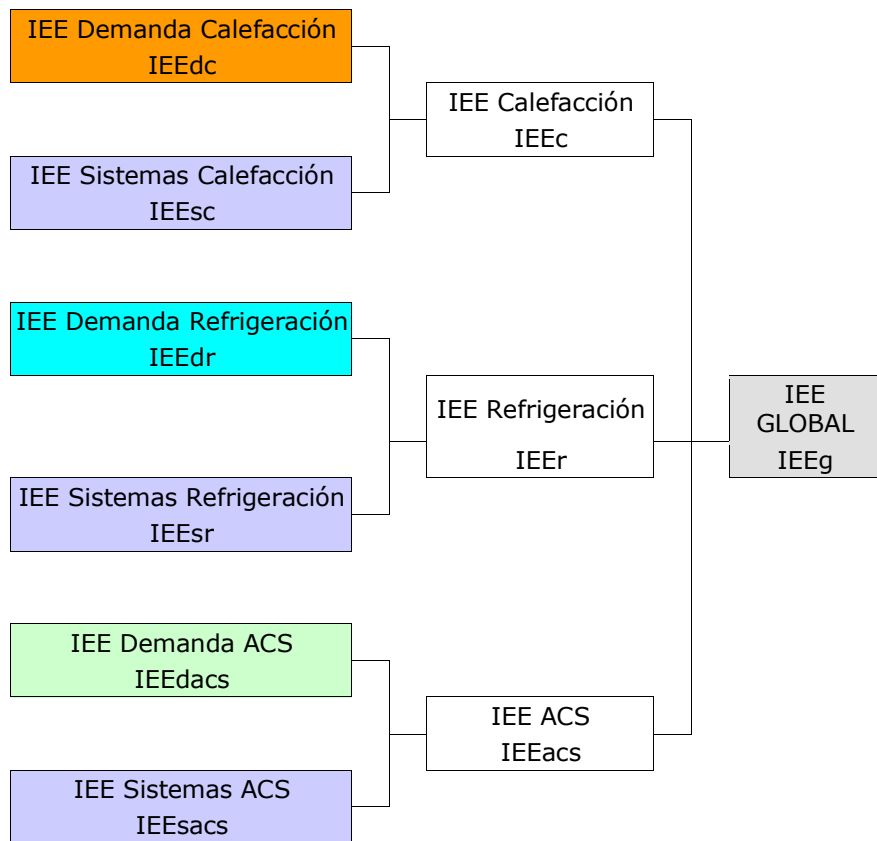 IEE Demanda Calefacción
IEEdc
IEE Sistemas Calefacción
IEEsc
IEE Calefacción
IEEc
IEE Demanda Refrigeración
IEEdr
IEE Sistemas Refrigeración
IEEsr
IEE Refrigeración
IEEr
IEE Demanda ACS
IEEdacs
IEE Sistemas ACS
IEEsacs
IEE ACS
IEEacs
IEE
GLOBAL
IEEg